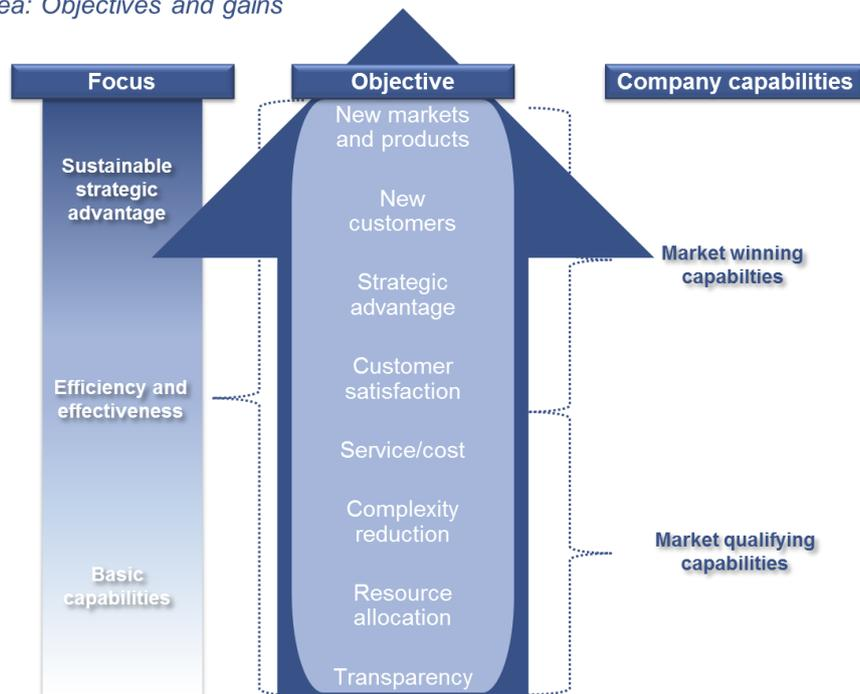 ea: Objectives and gains
Focus
Objective
Company capabilities
Sustainable
strategic
advantage
Efficiency and
effectiveness
Basic
capabilities
New markets
and products
New
customers
Strategic
advantage
Customer
satisfaction
Service/cost
Complexity
reduction
Resource
allocation
Transparency
Market winning
capabilties
Market qualifying
capabilities